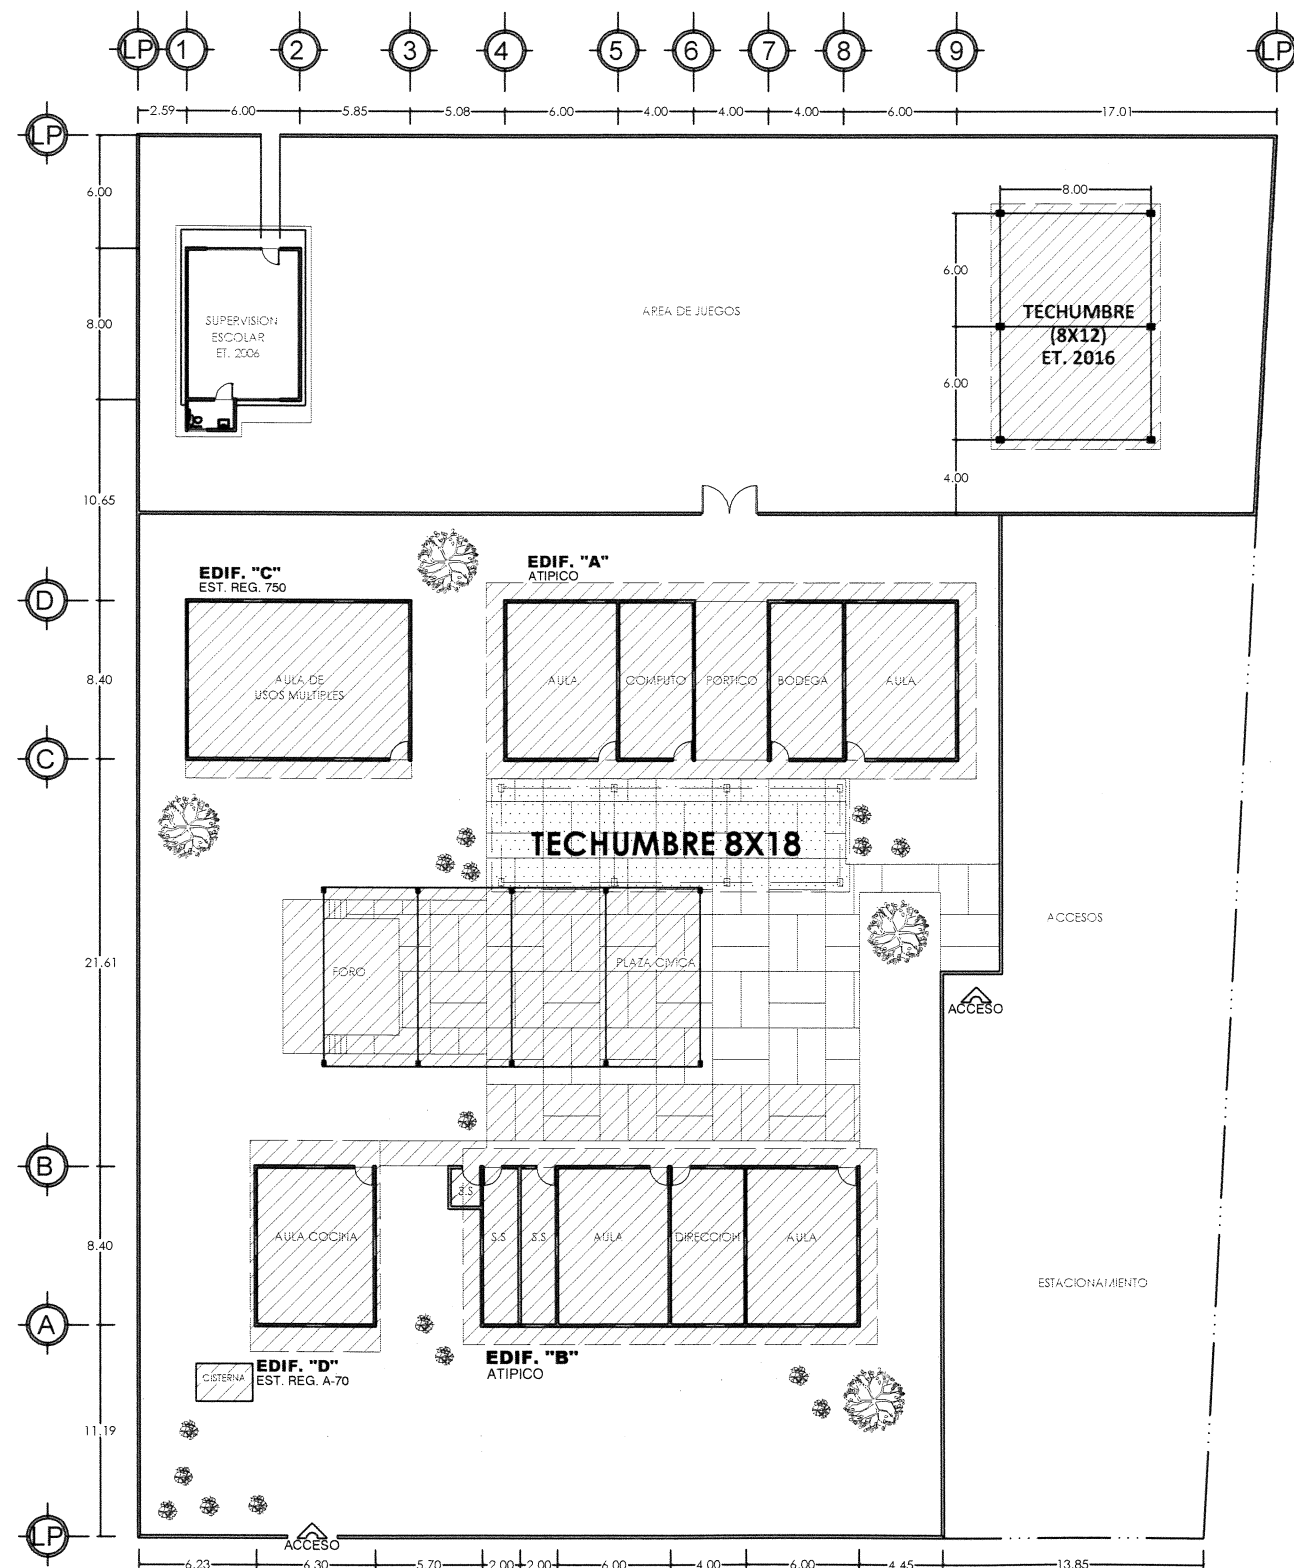 LP 1 2 3 4 5 6 7 8 9 LP
2.59 6.00 5.85 5.08 6.00 4.00 4.00 4.00 6.00 17.01
LP
6.00
8.00
8.00
6.00
6.00
4.00
TECHUMBRE
(8X12)
ET. 2016
AREA DE JUEGOS
SUPERVISION
ESCOLAR
ET. 2006
10.65
EDIF. "C"
EST. REG. 750
EDIF. "A"
ATIPICO
D
8.40
AULA DE
USOS MULTIPLES
AULA COMPUTO PORTICO BODEGA AULA
C
TECHUMBRE 8X18
21.61
FORO
PLAZA CIVICA
ACCESOS
ACCESO
B
S.S
8.40
AULA COCINA
S.S S.S AULA DIRECCION AULA
ESTACIONAMIENTO
A
EDIF. "D"
EST. REG. A-70
EDIF. "B"
ATIPICO
CISTERNA
11.19
LP
ACCESO
6.23 6.30 5.70 2.00 2.00 6.00 4.00 6.00 4.45 13.85